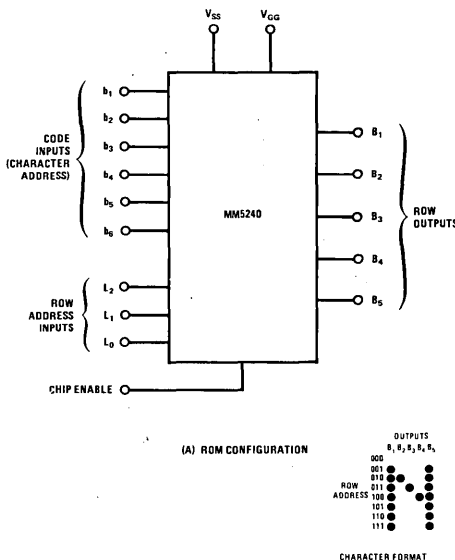 VSS
VGG
b1
b2
b3
b4
b5
b6
CODE
INPUTS
(CHARACTER
ADDRESS)
MM5240
B1
B2
B3
B4
B5
ROW
OUTPUTS
L2
L1
L0
ROW
ADDRESS
INPUTS
CHIP ENABLE
(A) ROM CONFIGURATION
OUTPUTS
B1 B2 B3 B4 B5
ROW
ADDRESS
000
001
010
011
100
101
110
111
CHARACTER FORMAT